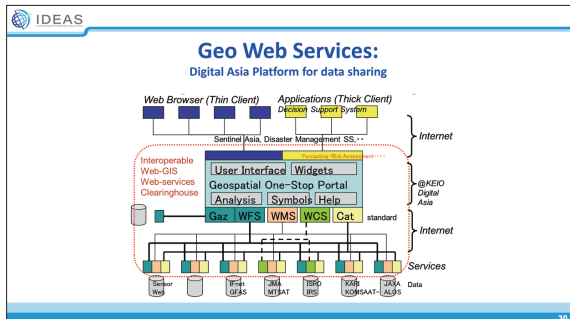 IDEAS
Geo Web Services:
Digital Asia Platform for data sharing
Web Browser (Thin Client)
Applications (Thick Client)
Decision Support System
Sentinel Asia, Disaster Management SS,・・
Internet
Forcasting・Risk Assessment・・・・
Interoperable
Web-GIS
Web-services
Clearinghouse
User Interface
Widgets
Geospatial One-Stop Portal
Analysis
Symbols
Help
@KEIO
Digital
Asia
Gaz
WFS
WMS
WCS
Cat
standard
Internet
Services
Sensor
Web
IFnet
GFAS
JMA
MTSAT
ISRO
IRS
KARI
KOMSAAT-
JAXA
ALOS
Data
30